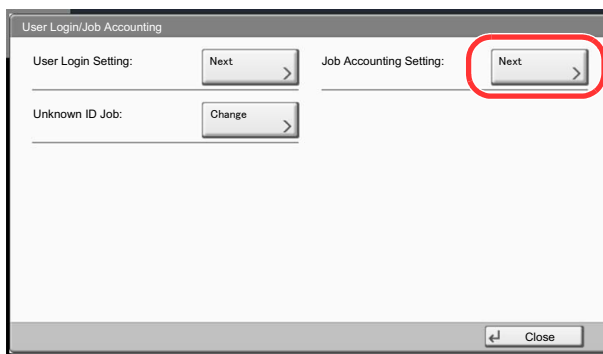 User Login/Job Accounting
User Login Setting: Next Job Accounting Setting: Next
Unknown ID Job: Change
Close